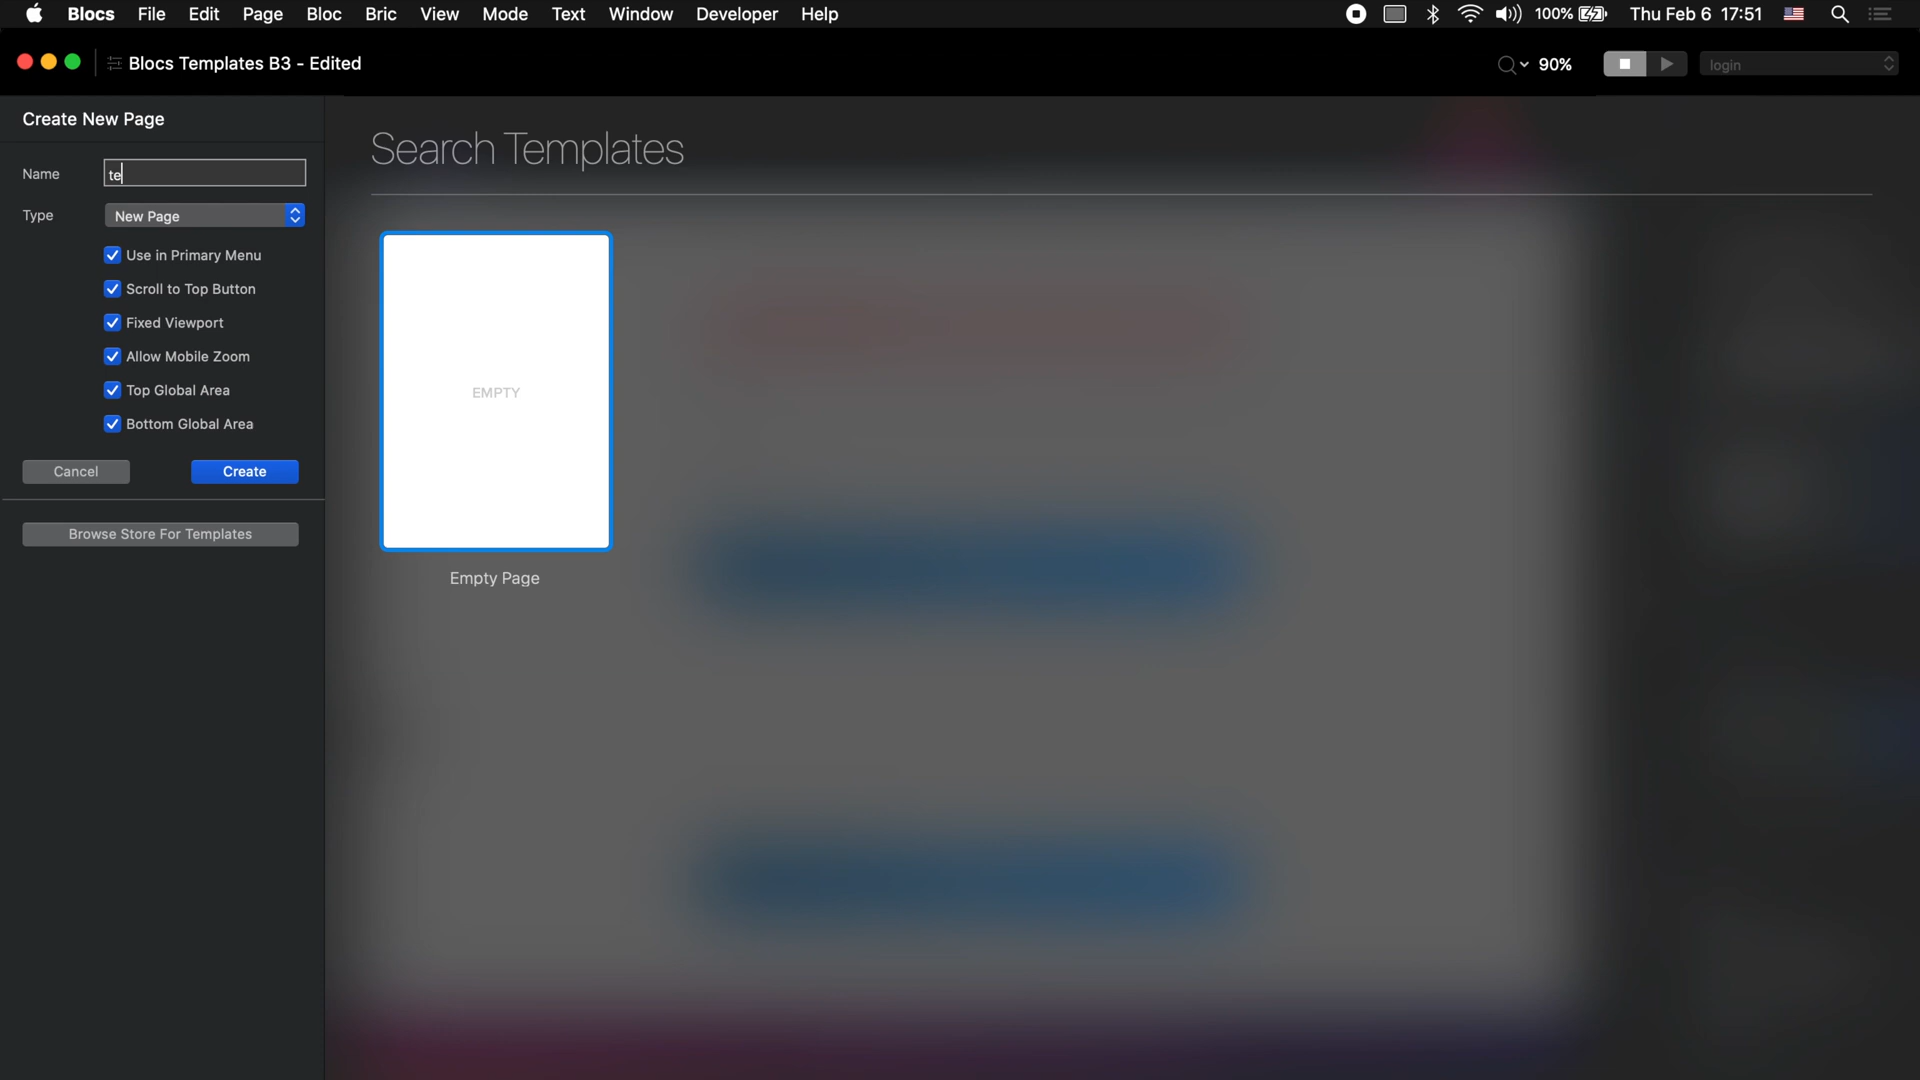 Blocs File Edit Page Bloc Bric View Mode Text Window Developer Help 100% Thu Feb 6 17:51
Blocs Templates B3 - Edited 90% login
Create New Page
Name te
Type New Page
Use in Primary Menu
Scroll to Top Button
Fixed Viewport
Allow Mobile Zoom
Top Global Area
Bottom Global Area
Cancel Create
Browse Store For Templates
Search Templates
EMPTY
Empty Page